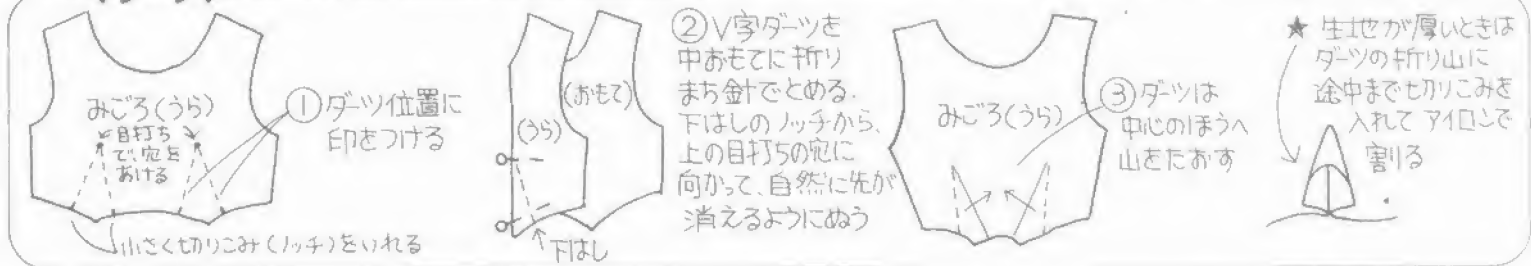 みごろ(うら)
目打ち
で、穴を
あける
①ダーツ位置に
印をつける
小さく切りこみ(ノッチ)をいれる
(うら)
(おもて)
下はし
②V字ダーツを
中おもてに折り
まち針でとめる.
下はしのノッチから、
上の目打ちの穴に
向かって、自然に先が
消えるようにぬう
みごろ(うら)
③ダーツは
中心のほうへ
山をたおす
★生地が厚いときは
ダーツの折り山に
途中まで切りこみを
入れてアイロンで
割る